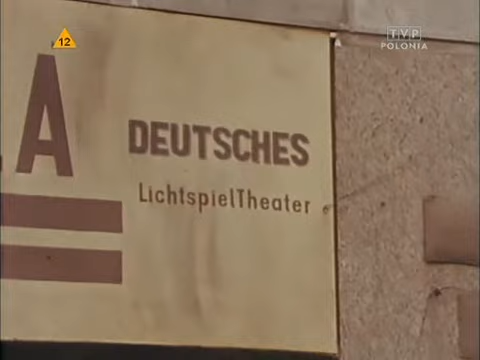 12
TVP
POLONIA
A
DEUTSCHES
LichtspielTheater